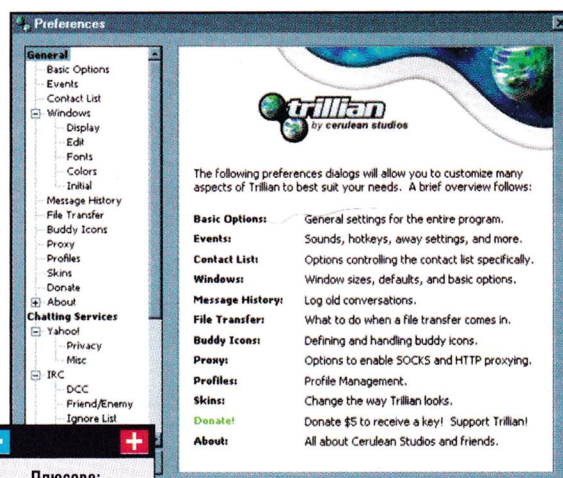 Preferences
General
Basic Options
Events
Contact List
Windows
Display
Edit
Fonts
Colors
Initial
Message History
File Transfer
Buddy Icons
Proxy
Profiles
Skins
Donate
About
Chatting Services
Yahoo!
Privacy
Misc
IRC
DCC
Friend/Enemy
Ignore List
trillian
by cerulean studios
The following preferences dialogs will allow you to customize many
aspects of Trillian to best suit your needs. A brief overview follows:
Basic Options: General settings for the entire program.
Events: Sounds, hotkeys, away settings, and more.
Contact List: Options controlling the contact list specifically.
Windows: Window sizes, defaults, and basic options.
Message History: Log old conversations.
File Transfer: What to do when a file transfer comes in.
Buddy Icons: Defining and handling buddy icons.
Proxy: Options to enable SOCKS and HTTP proxying.
Profiles: Profile Management.
Skins: Change the way Trillian looks.
Donate! Donate $5 to receive a key! Support Trillian!
About: All about Cerulean Studios and friends.